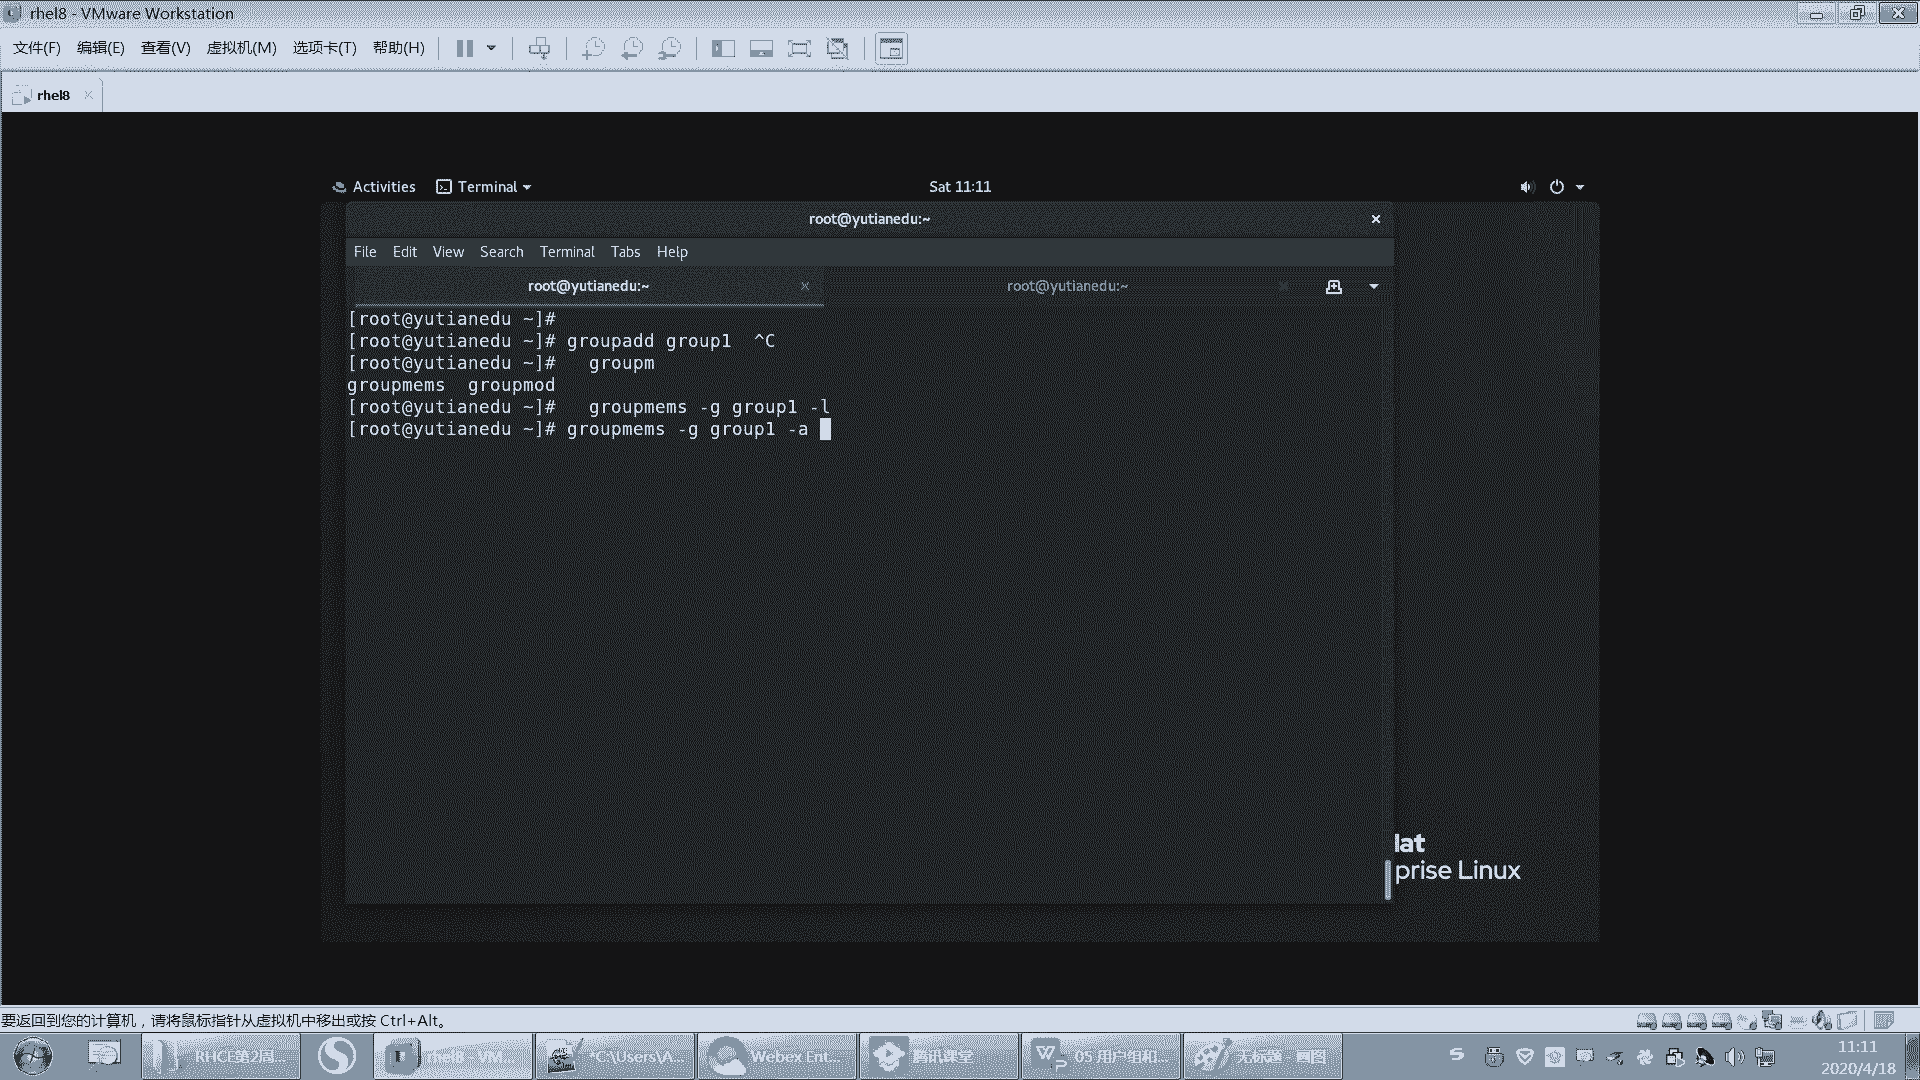 rhel8 - VMware Workstation
文件(F) 编辑(E) 查看(V) 虚拟机(M) 选项卡(T) 帮助(H)
rhel8
Activities Terminal Sat 11:11
root@yutianedu:~
File Edit View Search Terminal Tabs Help
root@yutianedu:~ root@yutianedu:~
[root@yutianedu ~]#
[root@yutianedu ~]# groupadd group1  ^C
[root@yutianedu ~]#   groupm
groupmems  groupmod
[root@yutianedu ~]#   groupmems -g group1 -l
[root@yutianedu ~]# groupmems -g group1 -a
lat
prise Linux
要返回到您的计算机，请将鼠标指针从虚拟机中移出或按 Ctrl+Alt。
RHCE第2周... rhel8 - VM... *C:\Users\A... Webex Ent... 腾讯课堂 05 用户组和... 无标题 - 画图 11:11
2020/4/18